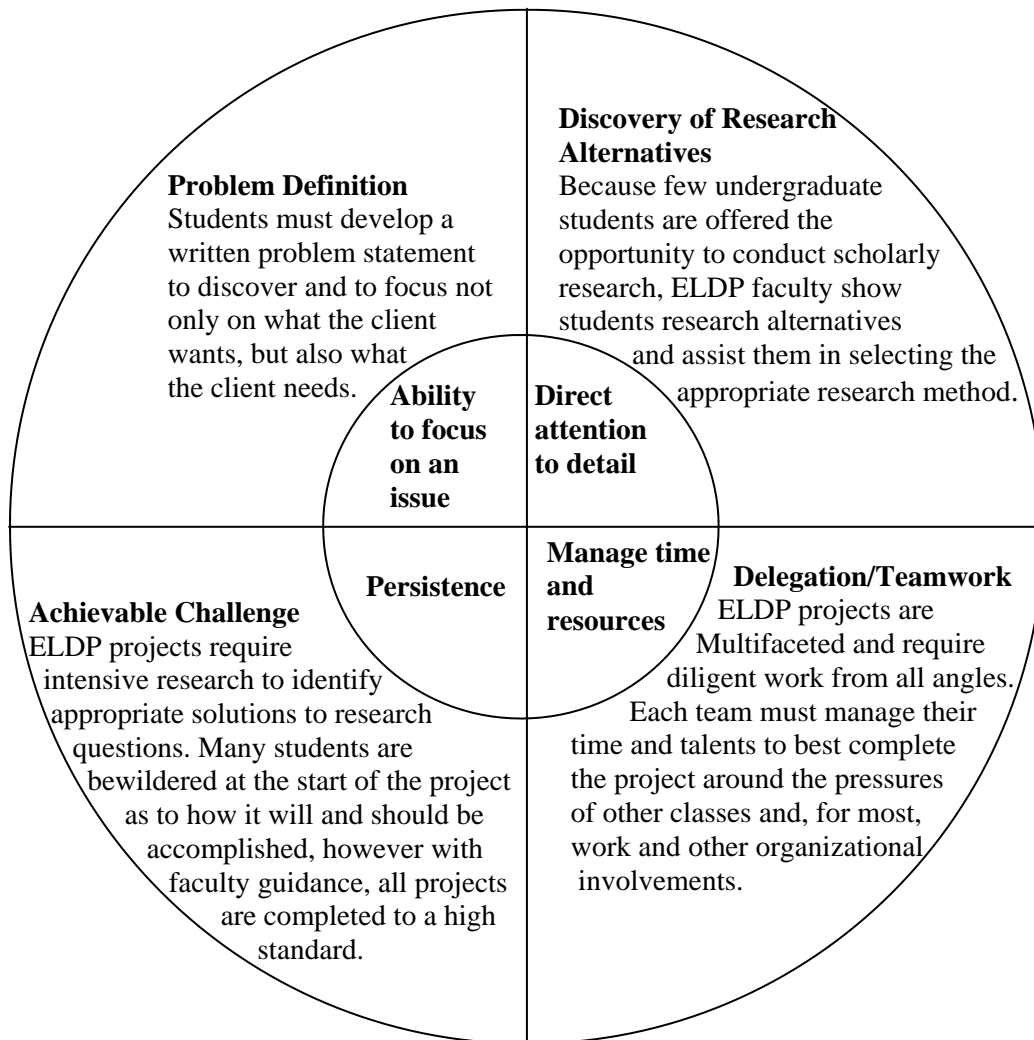 Problem Definition
Students must develop a
written problem statement
to discover and to focus not
only on what the client
wants, but also what
the client needs.
Ability
to focus
on an
issue
Discovery of Research
Alternatives
Because few undergraduate
students are offered the
opportunity to conduct scholarly
research, ELDP faculty show
students research alternatives
and assist them in selecting the
appropriate research method.
Direct
attention
to detail
Achievable Challenge
ELDP projects require
intensive research to identify
appropriate solutions to research
questions. Many students are
bewildered at the start of the project
as to how it will and should be
accomplished, however with
faculty guidance, all projects
are completed to a high
standard.
Persistence
Manage time
and
resources
Delegation/Teamwork
ELDP projects are
Multifaceted and require
diligent work from all angles.
Each team must manage their
time and talents to best complete
the project around the pressures
of other classes and, for most,
work and other organizational
involvements.